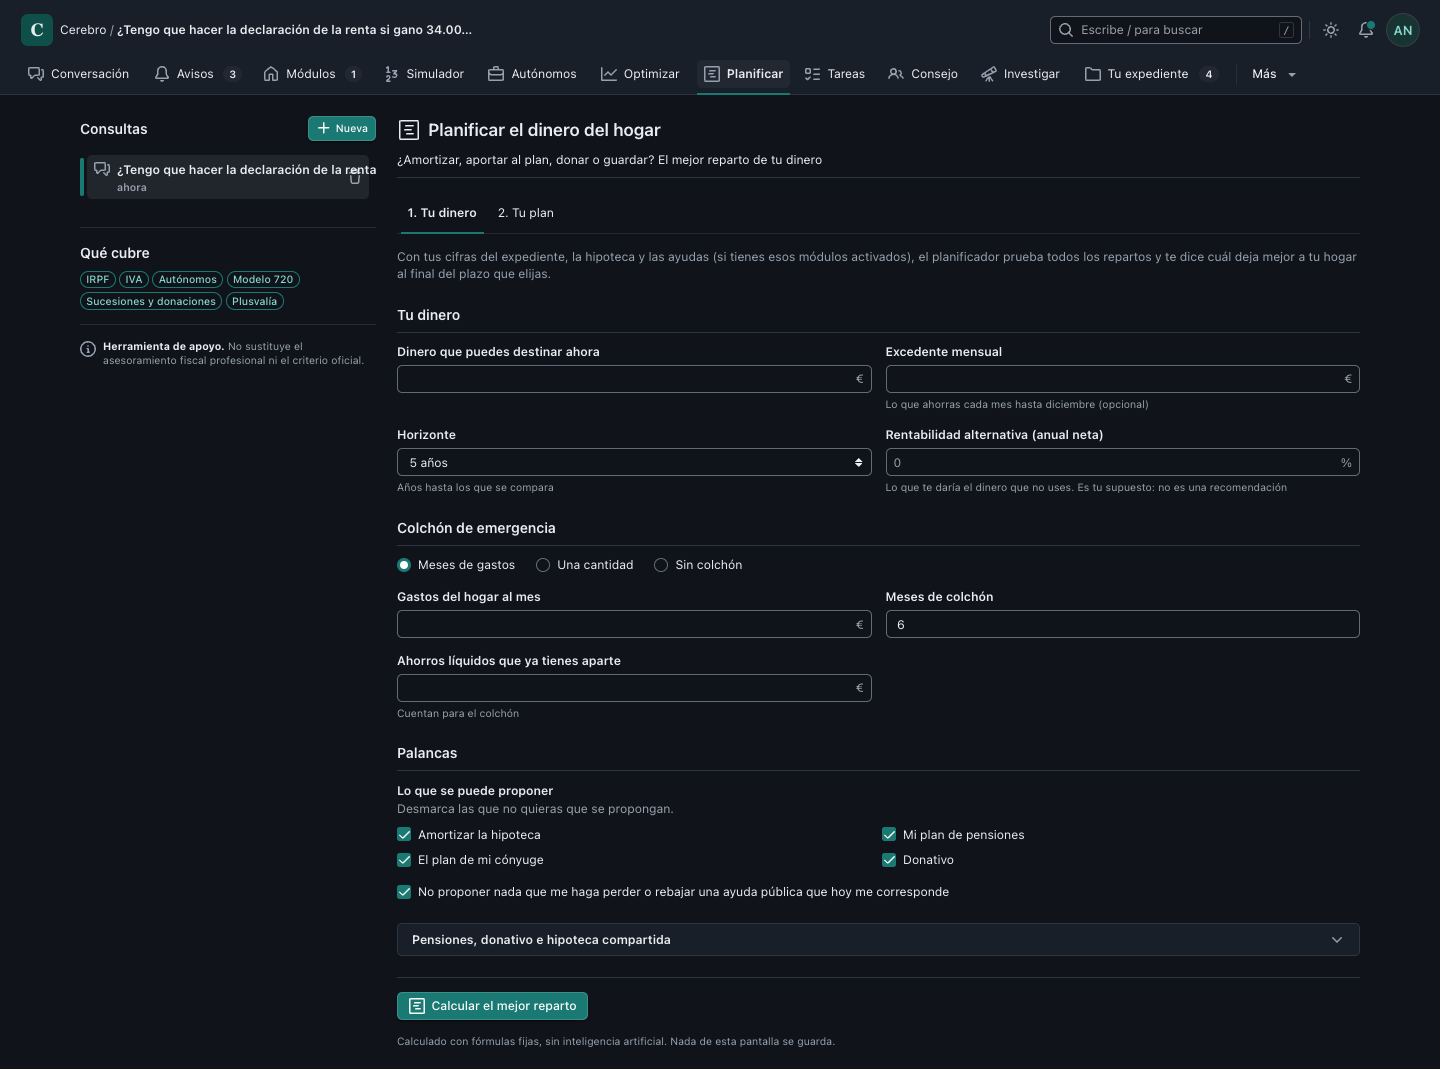 C
Cerebro / ¿Tengo que hacer la declaración de la renta si gano 34.00...
Escribe / para buscar
/
AN
Conversación
Avisos 3
Módulos 1
Simulador
Autónomos
Optimizar
Planificar
Tareas
Consejo
Investigar
Tu expediente 4
Más
Consultas
Nueva
¿Tengo que hacer la declaración de la renta
ahora
Qué cubre
IRPF
IVA
Autónomos
Modelo 720
Sucesiones y donaciones
Plusvalía
Herramienta de apoyo. No sustituye el
asesoramiento fiscal profesional ni el criterio oficial.
Planificar el dinero del hogar
¿Amortizar, aportar al plan, donar o guardar? El mejor reparto de tu dinero
1. Tu dinero
2. Tu plan
Con tus cifras del expediente, la hipoteca y las ayudas (si tienes esos módulos activados), el planificador prueba todos los repartos y te dice cuál deja mejor a tu hogar
al final del plazo que elijas.
Tu dinero
Dinero que puedes destinar ahora
€
Excedente mensual
€
Lo que ahorras cada mes hasta diciembre (opcional)
Horizonte
5 años
Años hasta los que se compara
Rentabilidad alternativa (anual neta)
0 %
Lo que te daría el dinero que no uses. Es tu supuesto: no es una recomendación
Colchón de emergencia
Meses de gastos
Una cantidad
Sin colchón
Gastos del hogar al mes
€
Meses de colchón
6
Ahorros líquidos que ya tienes aparte
€
Cuentan para el colchón
Palancas
Lo que se puede proponer
Desmarca las que no quieras que se propongan.
Amortizar la hipoteca
Mi plan de pensiones
El plan de mi cónyuge
Donativo
No proponer nada que me haga perder o rebajar una ayuda pública que hoy me corresponde
Pensiones, donativo e hipoteca compartida
Calcular el mejor reparto
Calculado con fórmulas fijas, sin inteligencia artificial. Nada de esta pantalla se guarda.